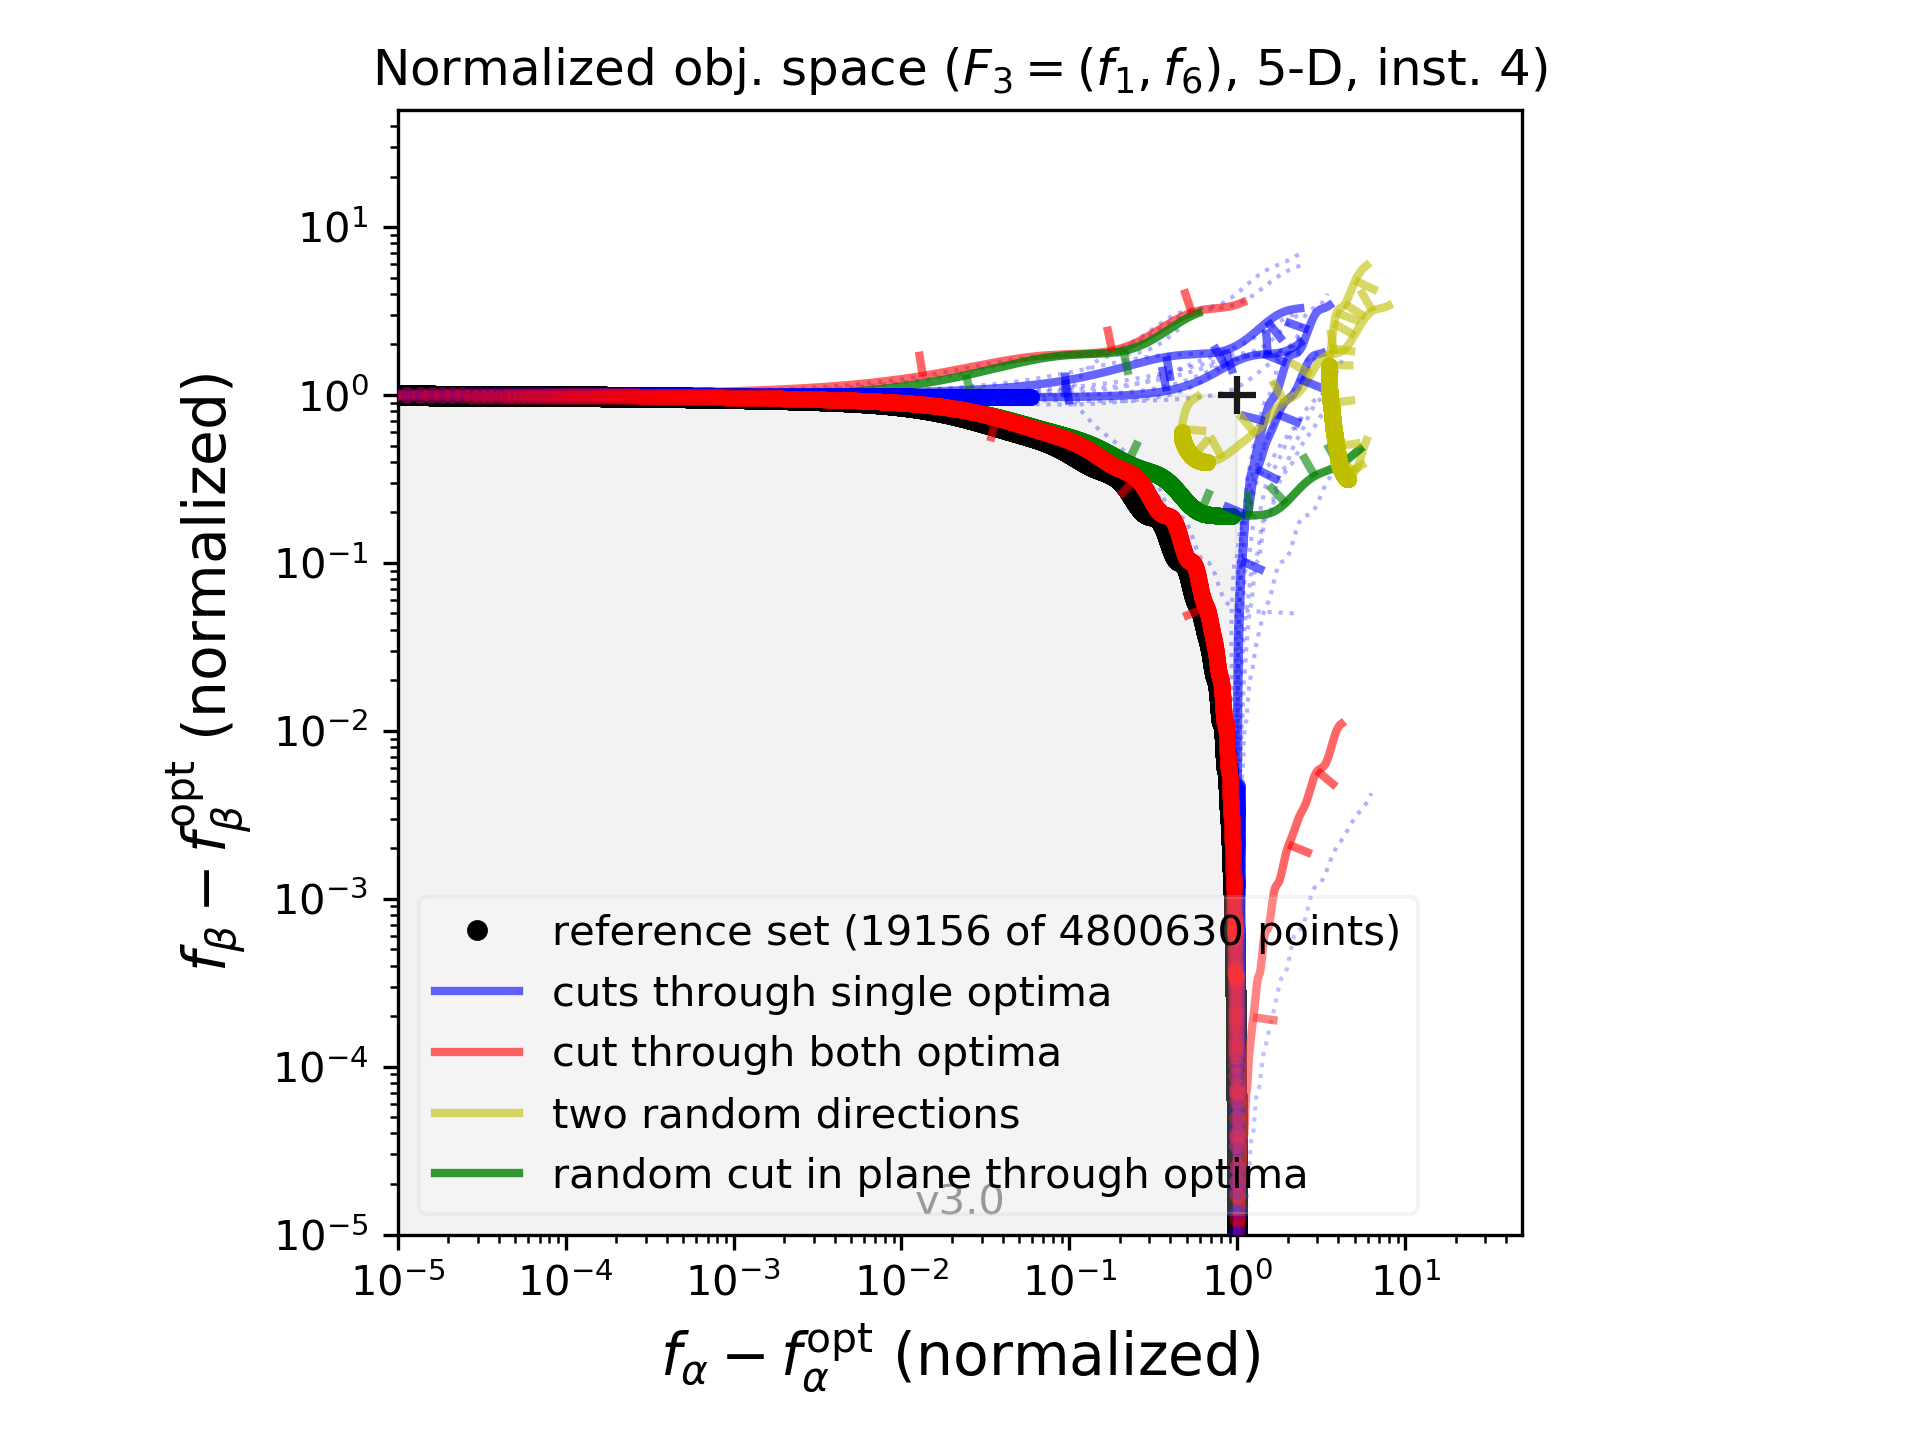 Normalized obj. space (F₃ = (f₁, f₆), 5-D, inst. 4)
f_β − f_β^opt (normalized)
10¹
10⁰
10⁻¹
10⁻²
10⁻³
10⁻⁴
10⁻⁵
reference set (19156 of 4800630 points)
cuts through single optima
cut through both optima
two random directions
random cut in plane through optima
v3.0
10⁻⁵ 10⁻⁴ 10⁻³ 10⁻² 10⁻¹ 10⁰ 10¹
f_α − f_α^opt (normalized)